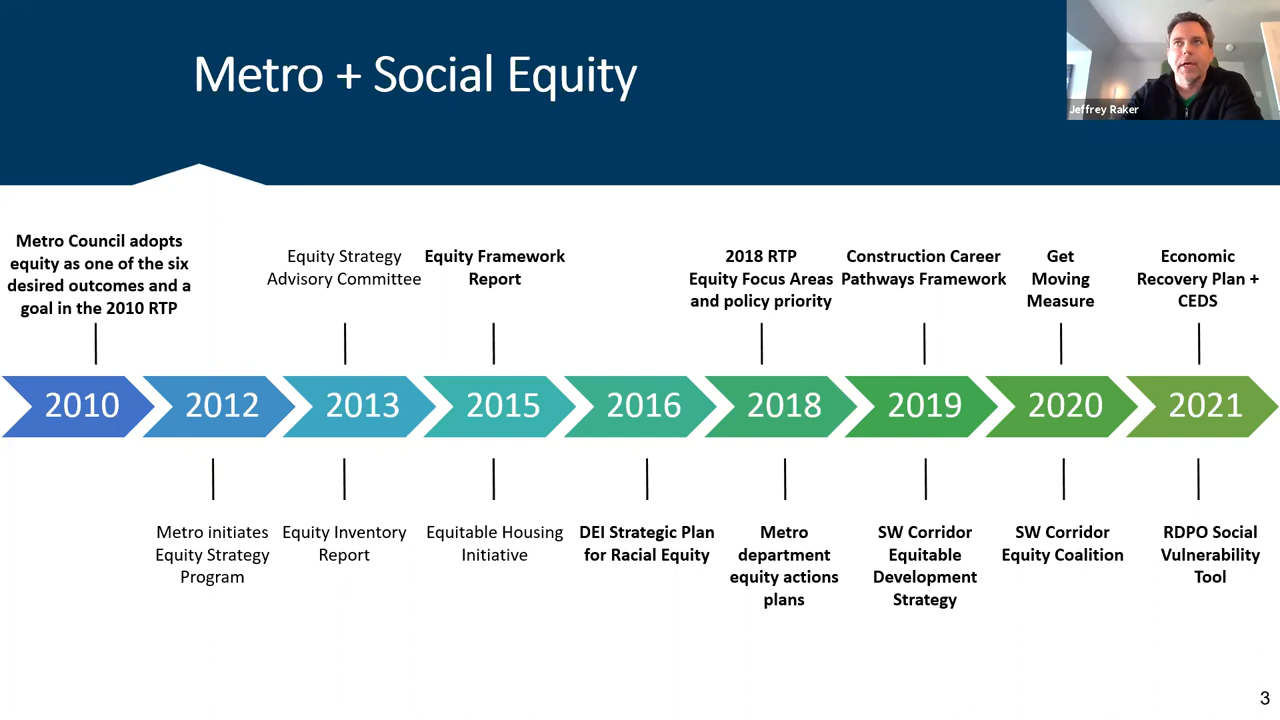 Metro + Social Equity
Jeffrey Raker
Metro Council adopts
equity as one of the six
desired outcomes and a
goal in the 2010 RTP
Equity Strategy
Advisory Committee
Equity Framework
Report
2018 RTP
Equity Focus Areas
and policy priority
Construction Career
Pathways Framework
Get
Moving
Measure
Economic
Recovery Plan +
CEDS
2010
2012
2013
2015
2016
2018
2019
2020
2021
Metro initiates
Equity Strategy
Program
Equity Inventory
Report
Equitable Housing
Initiative
DEI Strategic Plan
for Racial Equity
Metro
department
equity actions
plans
SW Corridor
Equitable
Development
Strategy
SW Corridor
Equity Coalition
RDPO Social
Vulnerability
Tool
3